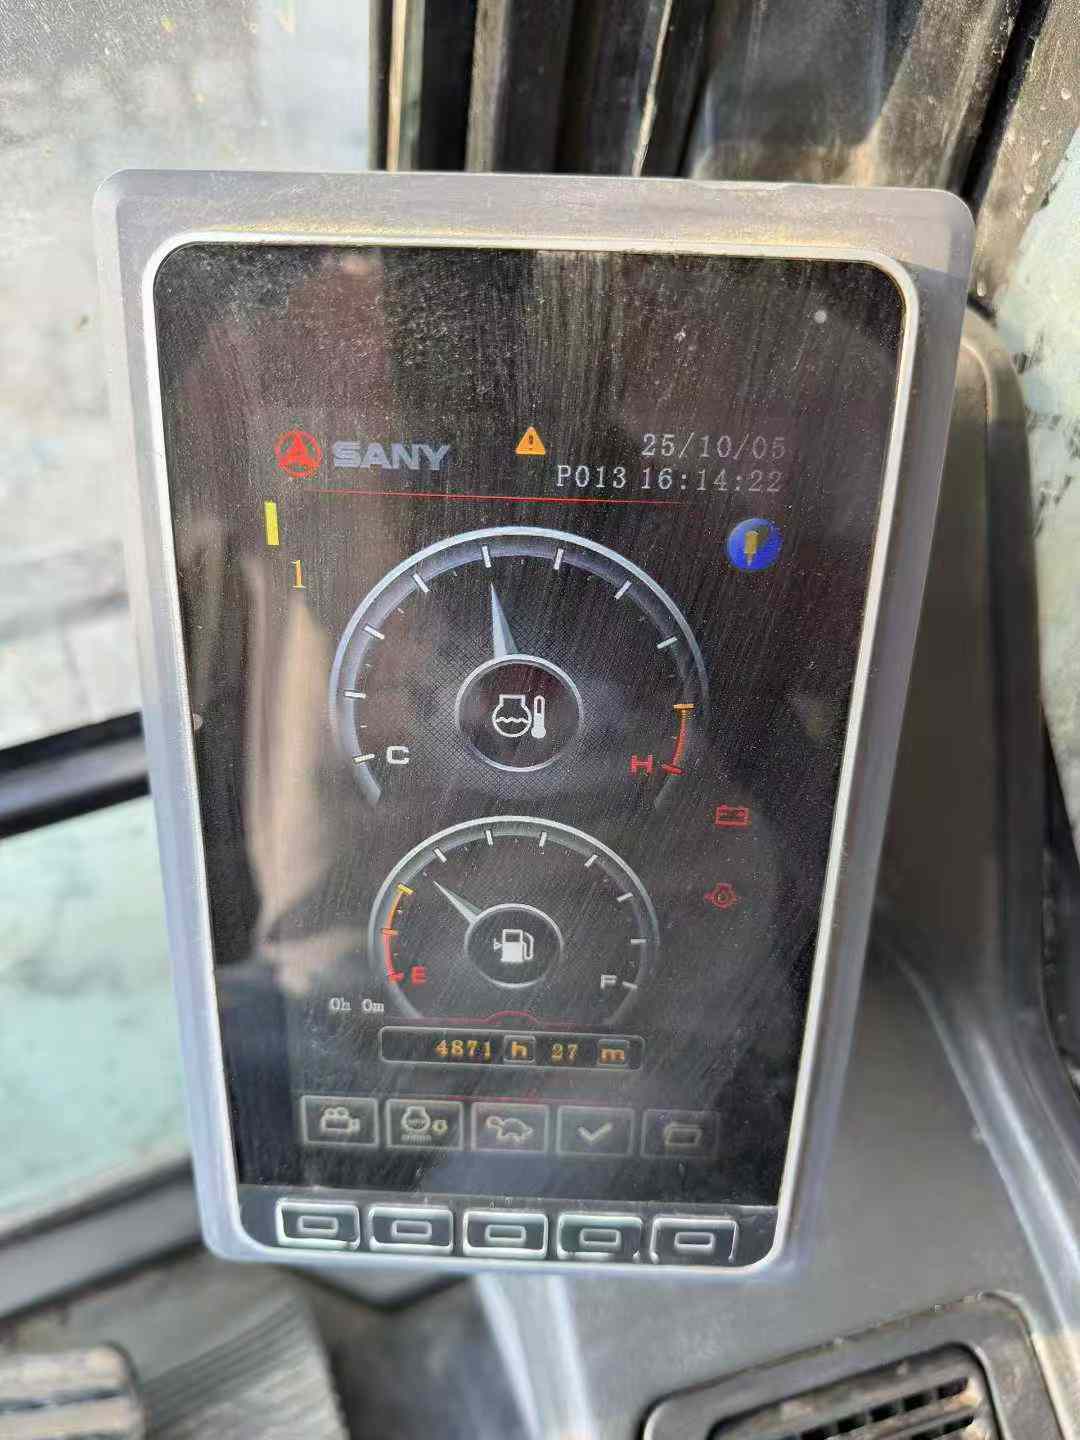 SANY
25/10/05
P013 16:14:22
1
C
H
E
F
0h 0m
4871 h 27 m